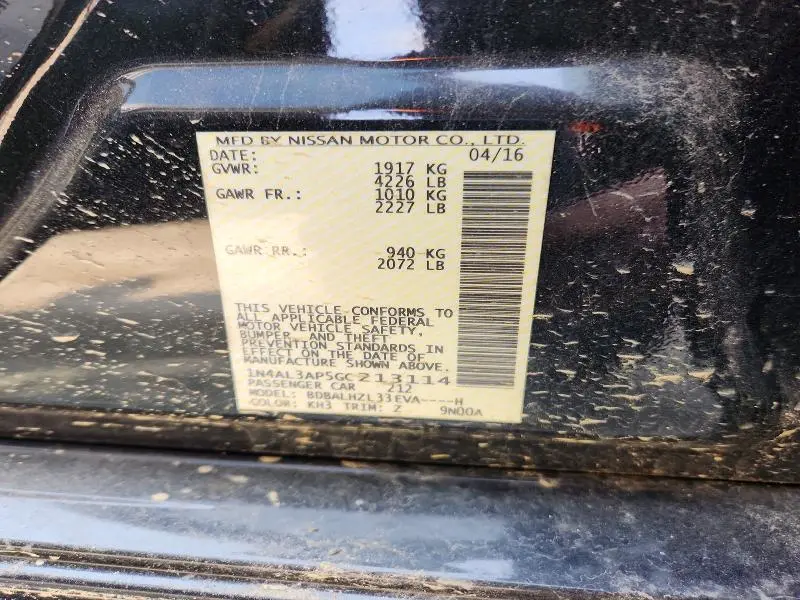 MFD BY NISSAN MOTOR CO., LTD.
DATE: 04/16
GVWR: 1917 KG
4226 LB
GAWR FR.: 1010 KG
2227 LB
GAWR RR.: 940 KG
2072 LB
THIS VEHICLE CONFORMS TO
ALL APPLICABLE FEDERAL
MOTOR VEHICLE SAFETY,
BUMPER, AND THEFT
PREVENTION STANDARDS IN
EFFECT ON THE DATE OF
MANUFACTURE SHOWN ABOVE.
1N4AL3AP5GC213114
PASSENGER CAR 212
MODEL: BDBALHZL33EVA----H
COLOR: KH3 TRIM: Z 9N00A